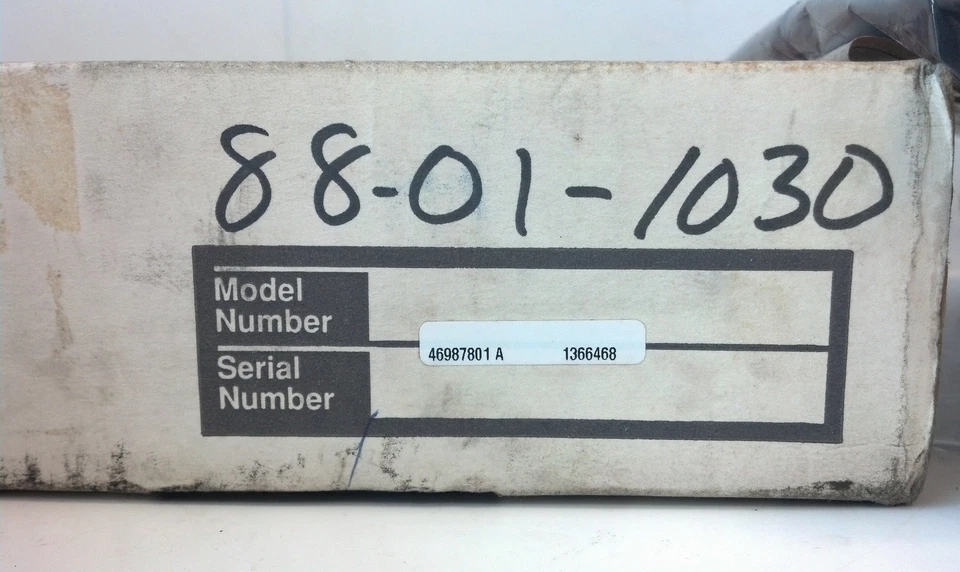 88-01-1030
Model
Number
46987801 A 1366468
Serial
Number